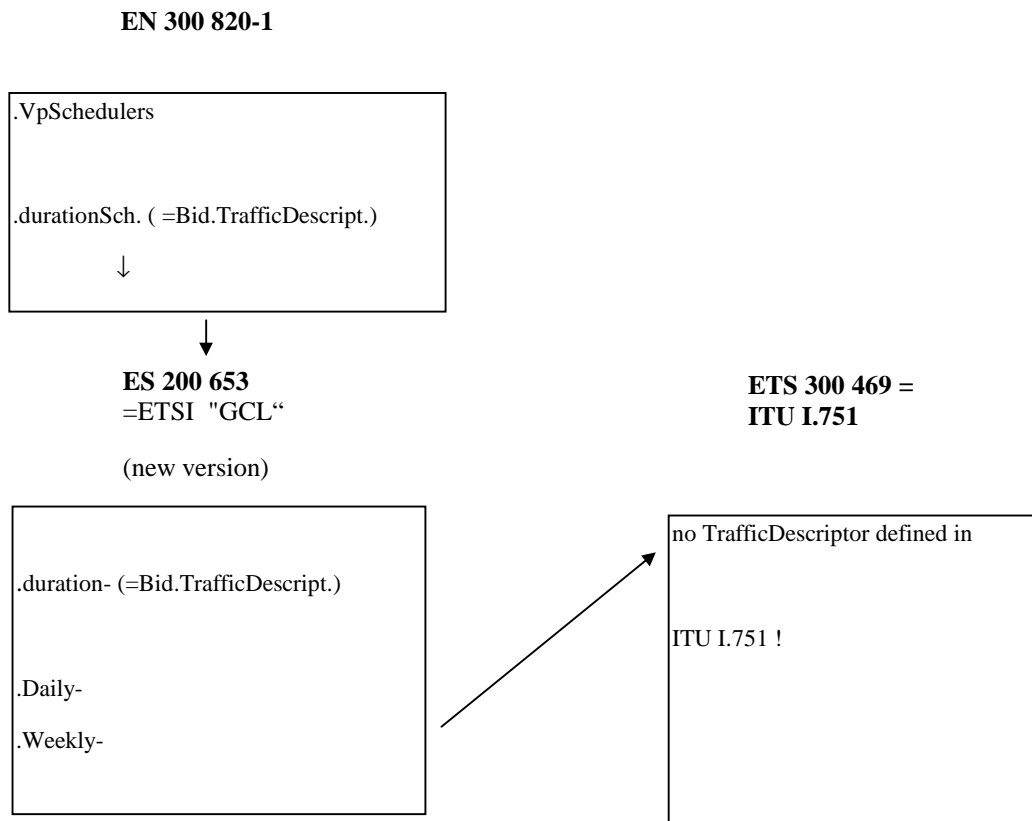 EN 300 820-1
.VpSchedulers
.durationSch. ( =Bid.TrafficDescript.)
↓
ES 200 653
=ETSI "GCL“
(new version)
.duration- (=Bid.TrafficDescript.)
.Daily-
.Weekly-
ETS 300 469 =
ITU I.751
no TrafficDescriptor defined in
ITU I.751 !